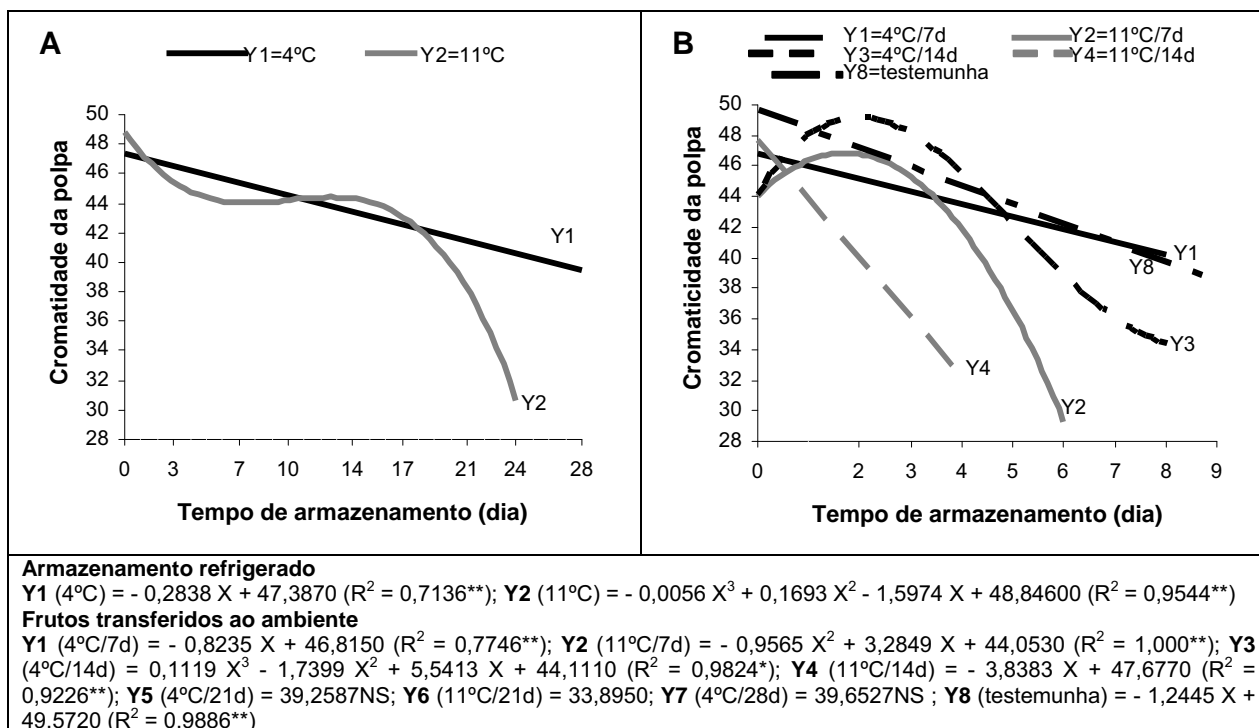 A
Y1=4ºC Y2=11ºC
Cromatidade da polpa
50
48
46
44
42
40
38
36
34
32
30
28
Y1
Y2
0 3 7 10 14 17 21 24 28
Tempo de armazenamento (dia)
B
Y1=4ºC/7d Y2=11ºC/7d
Y3=4ºC/14d Y4=11ºC/14d
Y8=testemunha
Cromaticidade da polpa
50
48
46
44
42
40
38
36
34
32
30
28
Y1
Y8
Y3
Y4
Y2
0 2 3 4 5 6 8 9
Tempo de armazenamento (dia)
Armazenamento refrigerado
Y1 (4ºC) = - 0,2838 X + 47,3870 (R² = 0,7136**); Y2 (11ºC) = - 0,0056 X³ + 0,1693 X² - 1,5974 X + 48,84600 (R² = 0,9544**)
Frutos transferidos ao ambiente
Y1 (4ºC/7d) = - 0,8235 X + 46,8150 (R² = 0,7746**); Y2 (11ºC/7d) = - 0,9565 X² + 3,2849 X + 44,0530 (R² = 1,000**); Y3
(4ºC/14d) = 0,1119 X³ - 1,7399 X² + 5,5413 X + 44,1110 (R² = 0,9824*); Y4 (11ºC/14d) = - 3,8383 X + 47,6770 (R² =
0,9226**); Y5 (4ºC/21d) = 39,2587NS; Y6 (11ºC/21d) = 33,8950; Y7 (4ºC/28d) = 39,6527NS ; Y8 (testemunha) = - 1,2445 X +
49,5720 (R² = 0,9886**)